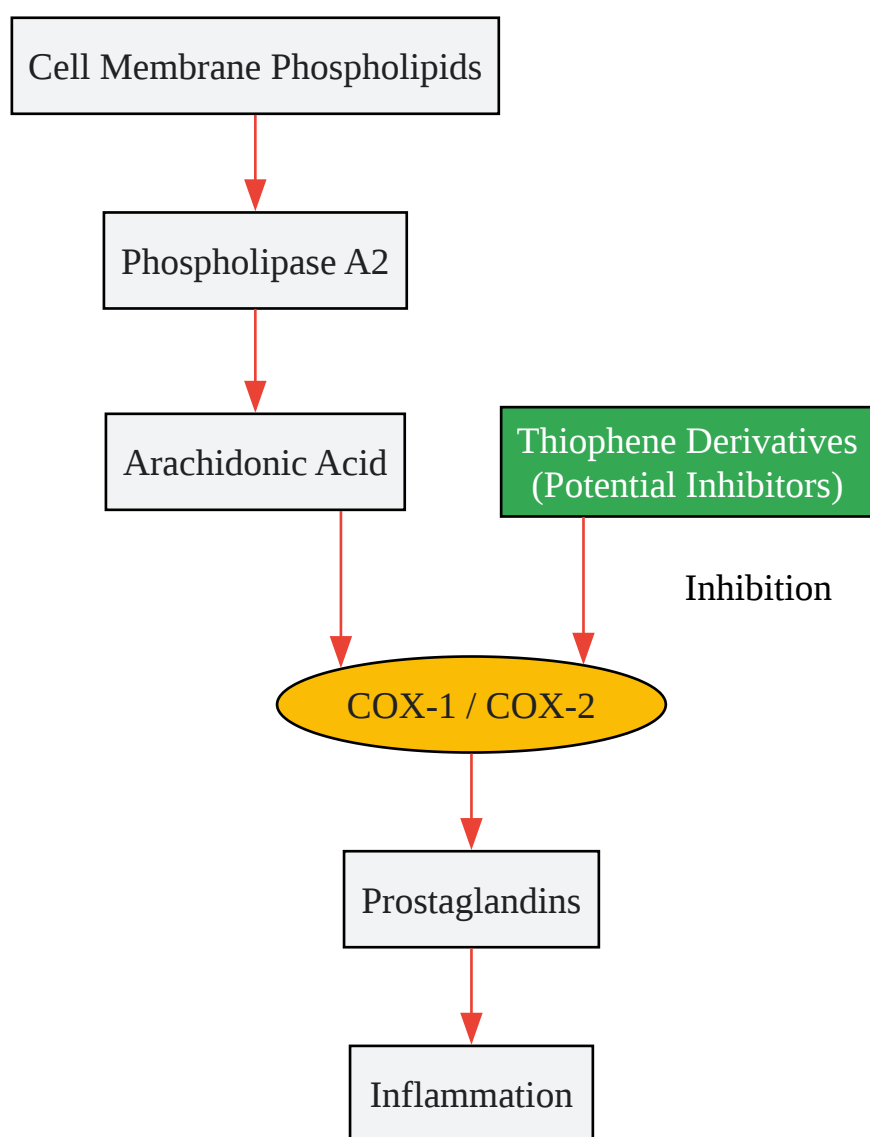 Cell Membrane Phospholipids
Phospholipase A2
Arachidonic Acid
Thiophene Derivatives
(Potential Inhibitors)
Inhibition
COX-1 / COX-2
Prostaglandins
Inflammation